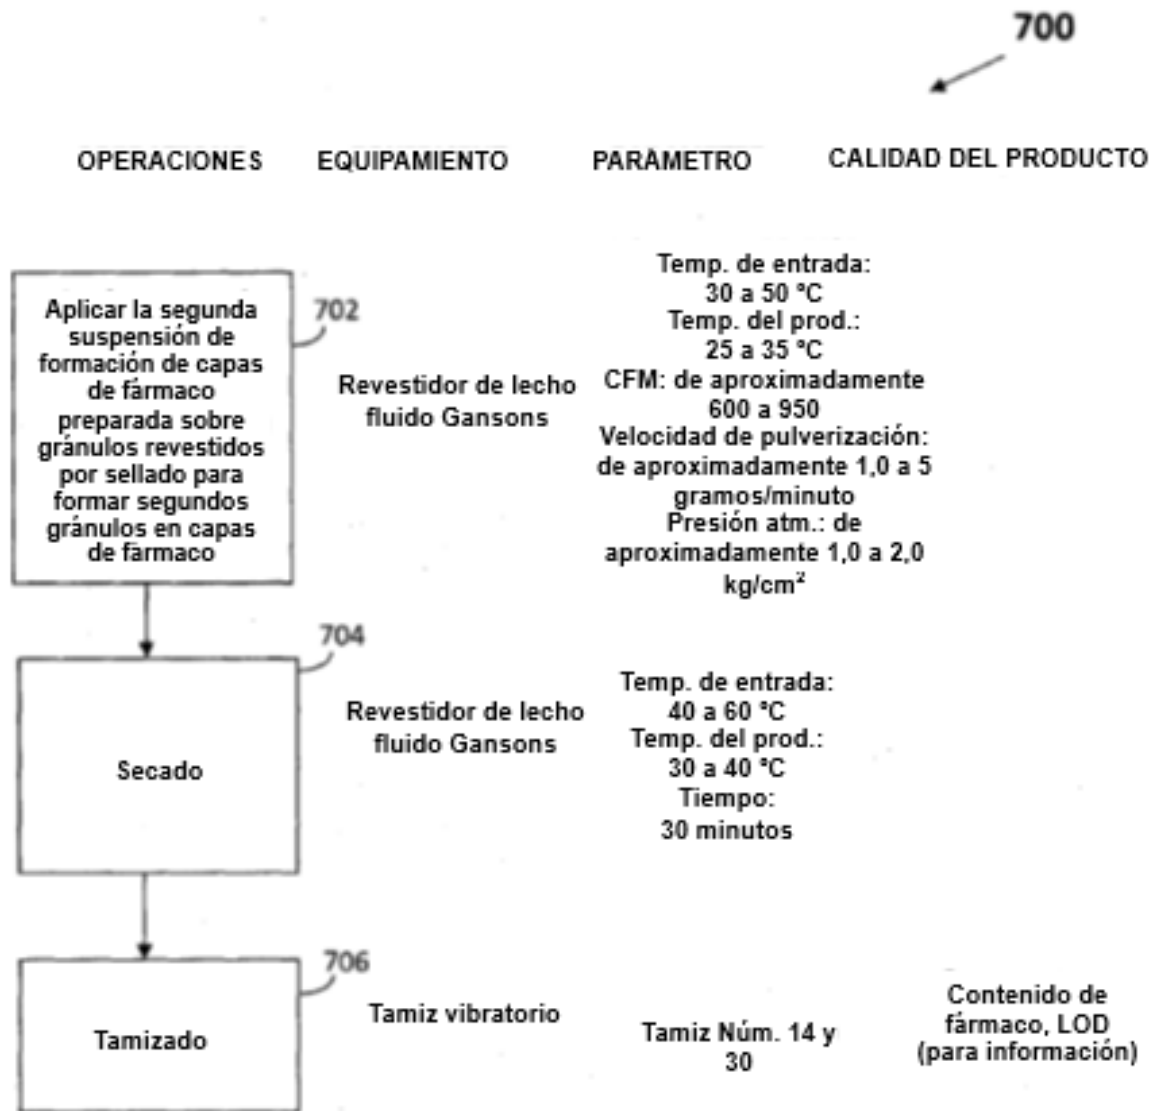 700
OPERACIONES EQUIPAMIENTO PARÁMETRO CALIDAD DEL PRODUCTO
Aplicar la segunda
suspensión de
formación de capas
de fármaco
preparada sobre
gránulos revestidos
por sellado para
formar segundos
gránulos en capas
de fármaco
702
Revestidor de lecho
fluido Gansons
Temp. de entrada:
30 a 50 °C
Temp. del prod.:
25 a 35 °C
CFM: de aproximadamente
600 a 950
Velocidad de pulverización:
de aproximadamente 1,0 a 5
gramos/minuto
Presión atm.: de
aproximadamente 1,0 a 2,0
kg/cm²
704
Secado
Revestidor de lecho
fluido Gansons
Temp. de entrada:
40 a 60 °C
Temp. del prod.:
30 a 40 °C
Tiempo:
30 minutos
706
Tamizado
Tamiz vibratorio
Tamiz Núm. 14 y
30
Contenido de
fármaco, LOD
(para información)